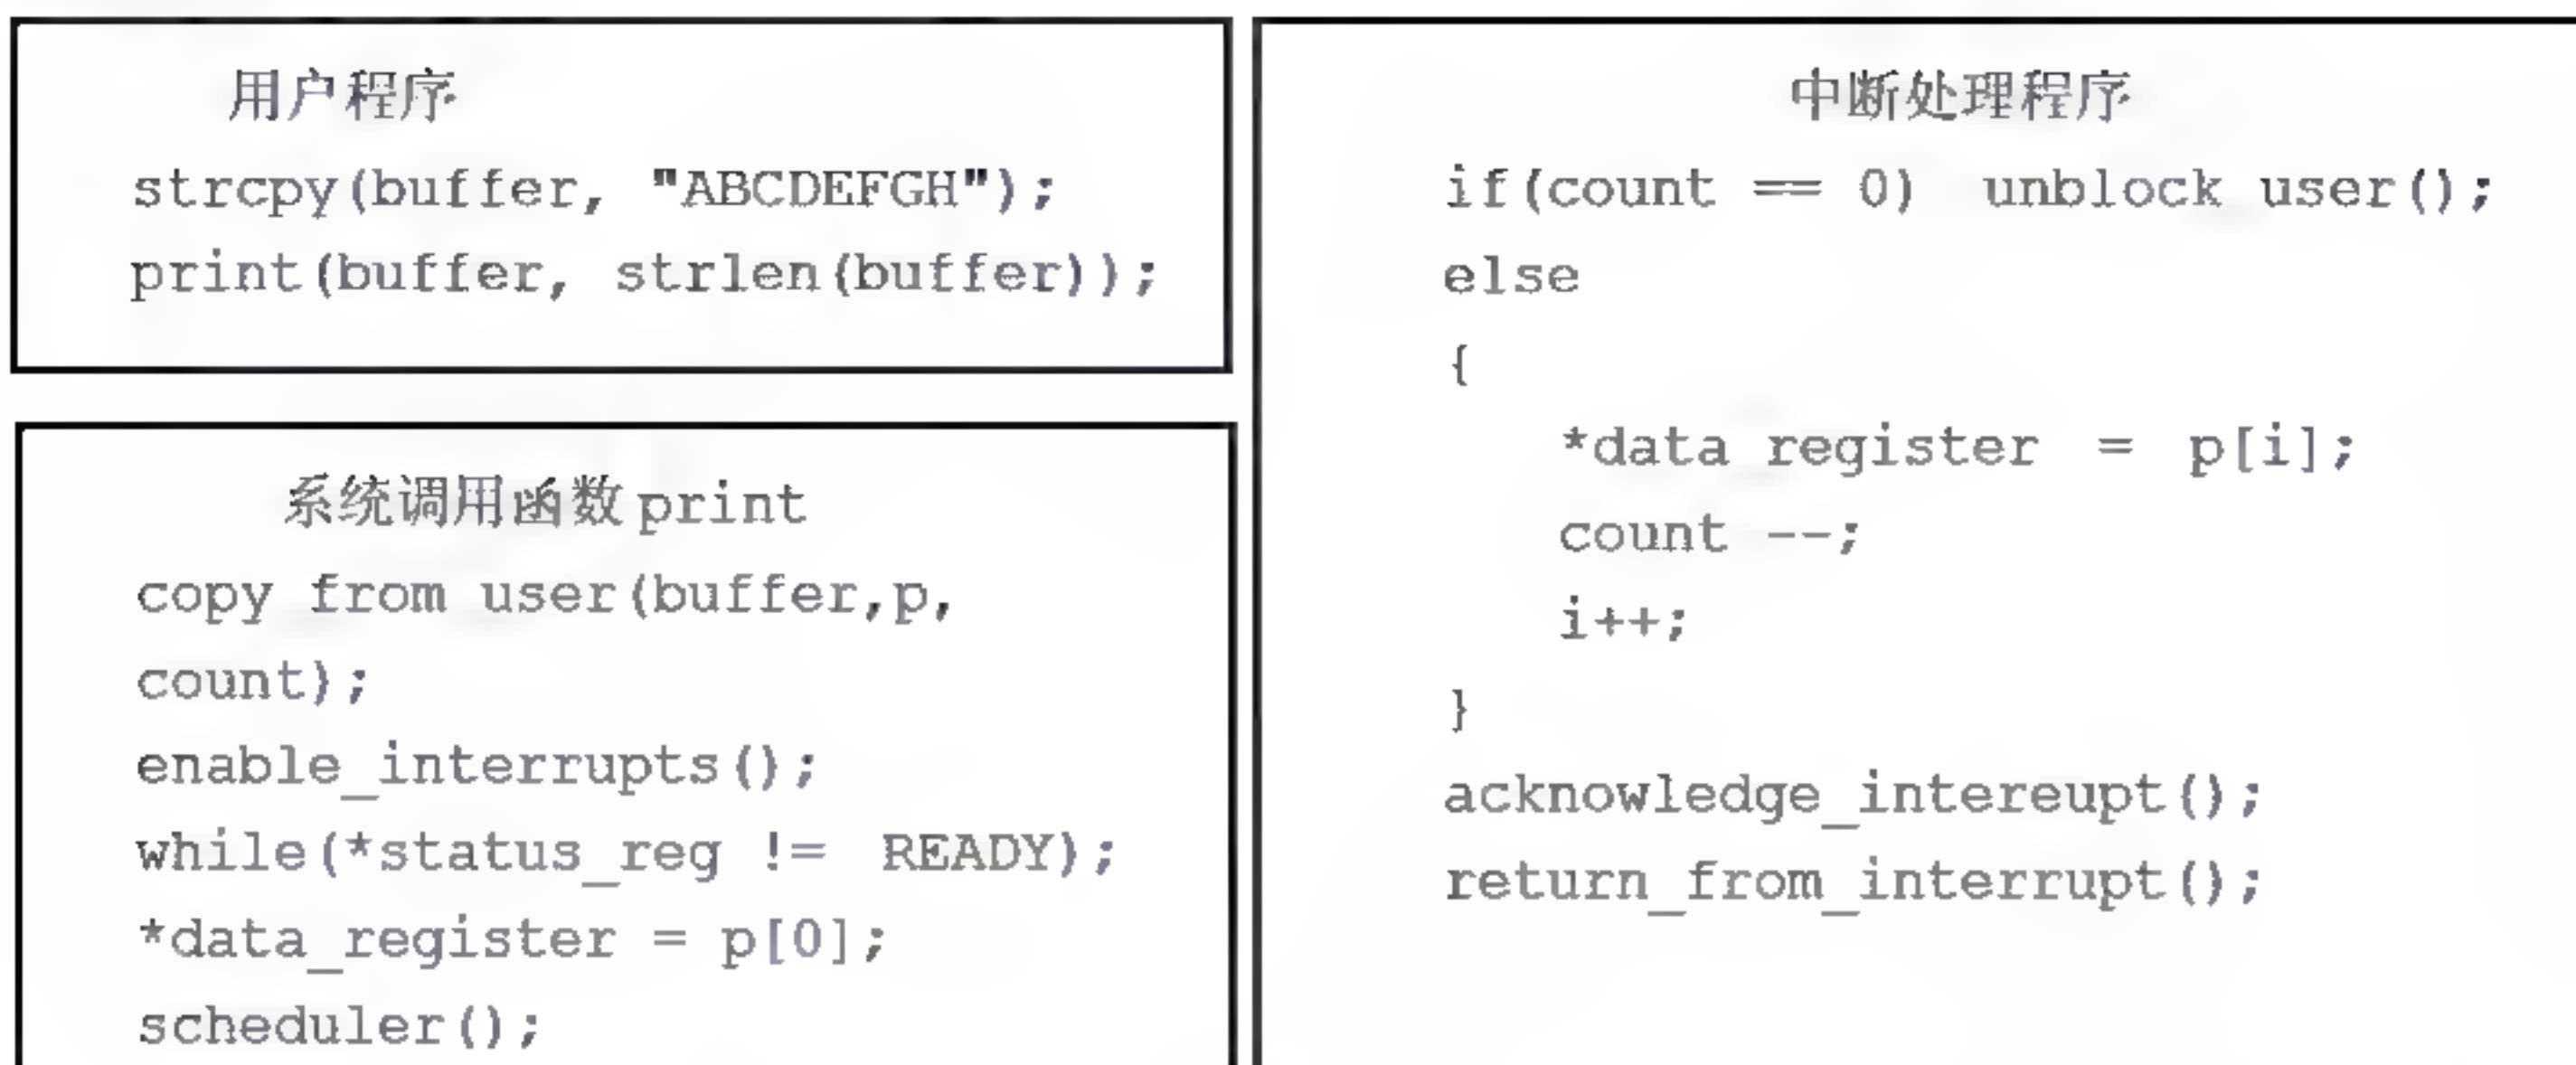 用户程序
strcpy(buffer, "ABCDEFGH");
print(buffer, strlen(buffer));
系统调用函数print
copy from user(buffer,p,
count);
enable_interrupts();
while(*status_reg != READY);
*data_register = p[0];
scheduler();
中断处理程序
if(count == 0) unblock user();
else
{
*data register = p[i];
count --;
i++;
}
acknowledge_intereupt();
return_from_interrupt();